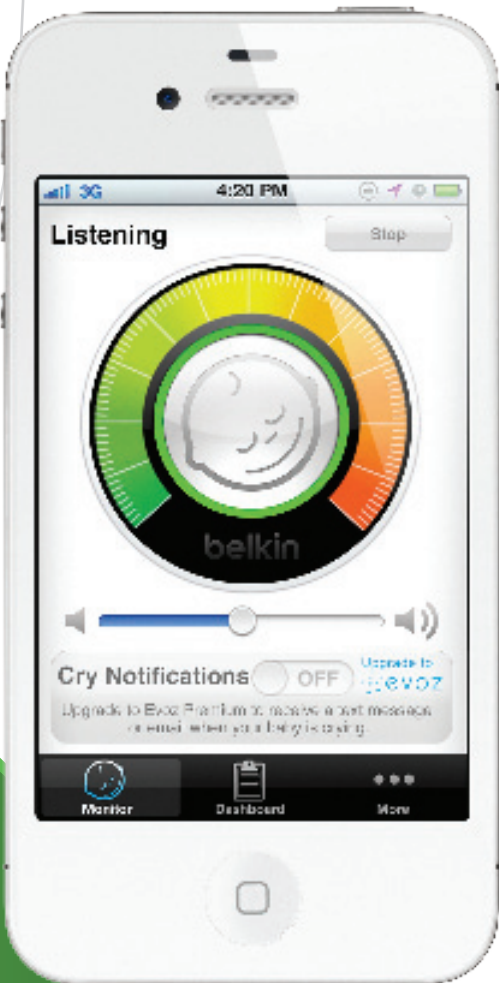 3G 4:20 PM
Listening Stop
belkin
Cry Notifications OFF Upgrade to
evoz
Upgrade to Evoz Premium to receive a text message
or email when your baby is crying.
Monitor Dashboard More